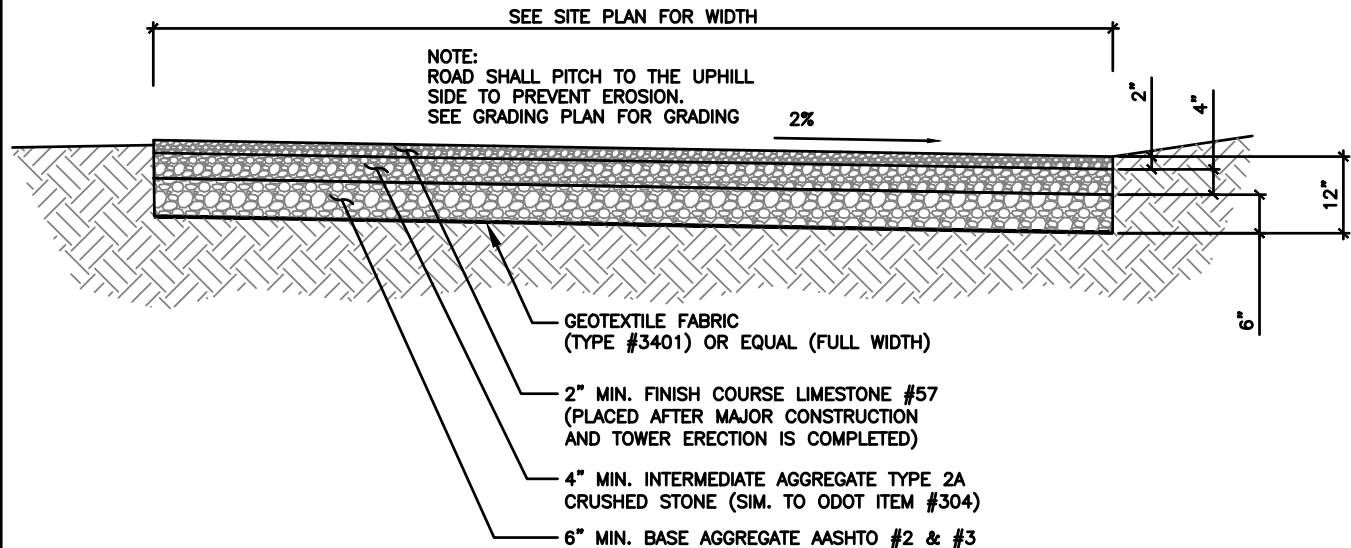 SEE SITE PLAN FOR WIDTH
NOTE:
ROAD SHALL PITCH TO THE UPHILL
SIDE TO PREVENT EROSION.
SEE GRADING PLAN FOR GRADING
2%
2"
4"
12"
6"
GEOTEXTILE FABRIC
(TYPE #3401) OR EQUAL (FULL WIDTH)
2" MIN. FINISH COURSE LIMESTONE #57
(PLACED AFTER MAJOR CONSTRUCTION
AND TOWER ERECTION IS COMPLETED)
4" MIN. INTERMEDIATE AGGREGATE TYPE 2A
CRUSHED STONE (SIM. TO ODOT ITEM #304)
6" MIN. BASE AGGREGATE AASHTO #2 & #3